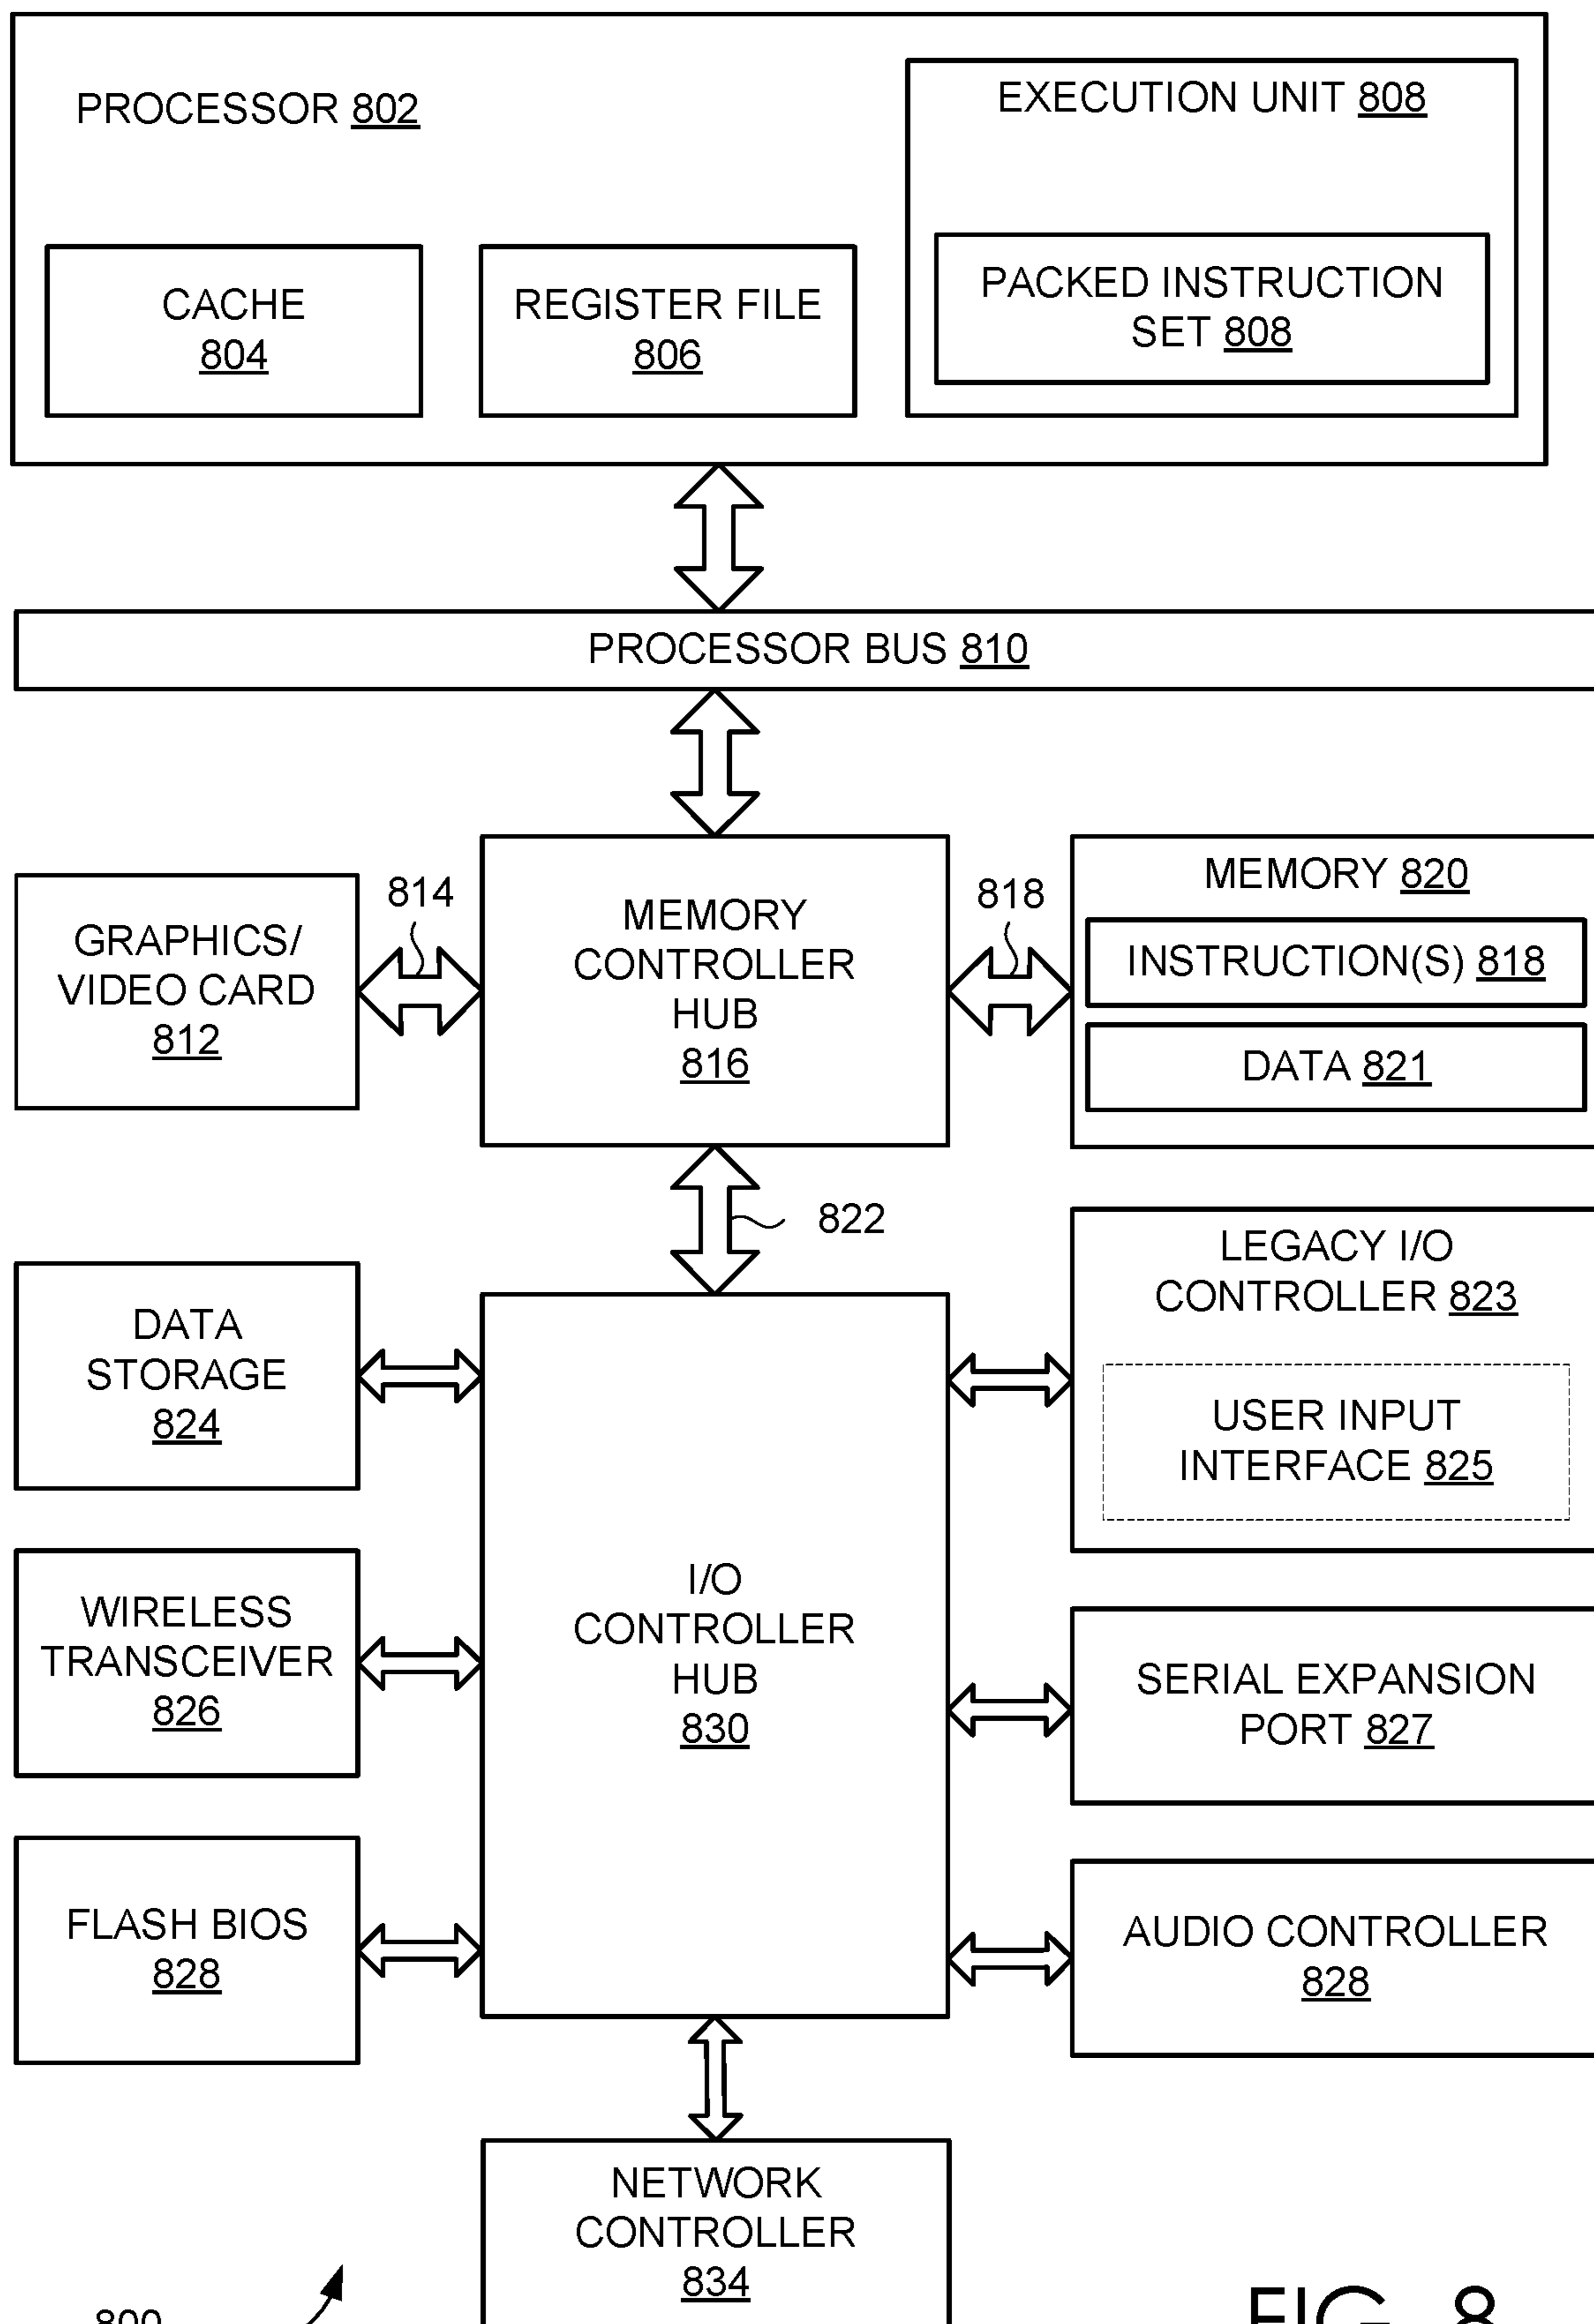 PROCESSOR 802
EXECUTION UNIT 808
CACHE
804
REGISTER FILE
806
PACKED INSTRUCTION
SET 808
PROCESSOR BUS 810
GRAPHICS/
VIDEO CARD
812
814
MEMORY
CONTROLLER
HUB
816
818
MEMORY 820
INSTRUCTION(S) 818
DATA 821
822
DATA
STORAGE
824
LEGACY I/O
CONTROLLER 823
USER INPUT
INTERFACE 825
WIRELESS
TRANSCEIVER
826
I/O
CONTROLLER
HUB
830
SERIAL EXPANSION
PORT 827
FLASH BIOS
828
AUDIO CONTROLLER
828
NETWORK
CONTROLLER
834
800
FIG. 8